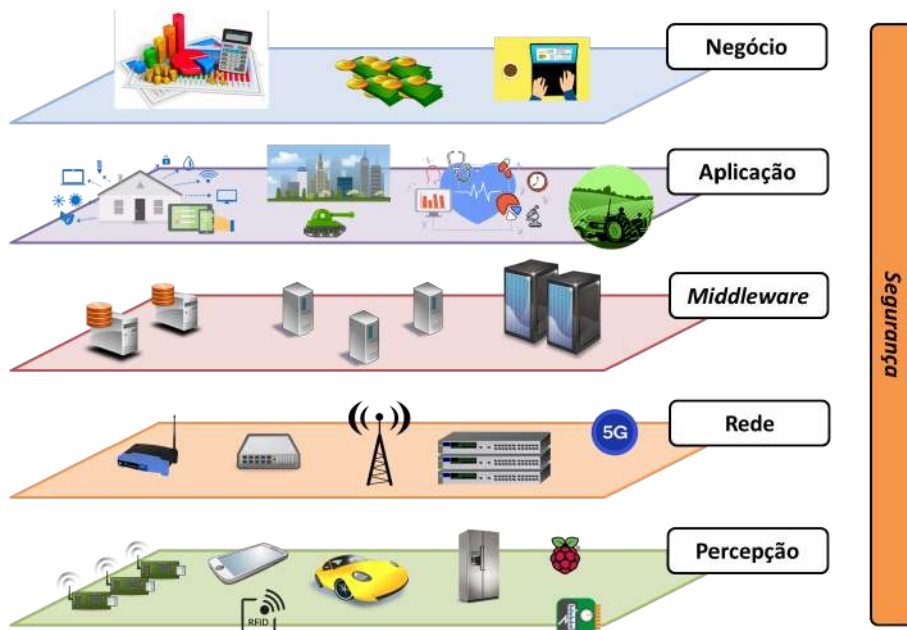 Negócio
Aplicação
Middleware
Rede
5G
Percepção
RFID
Segurança